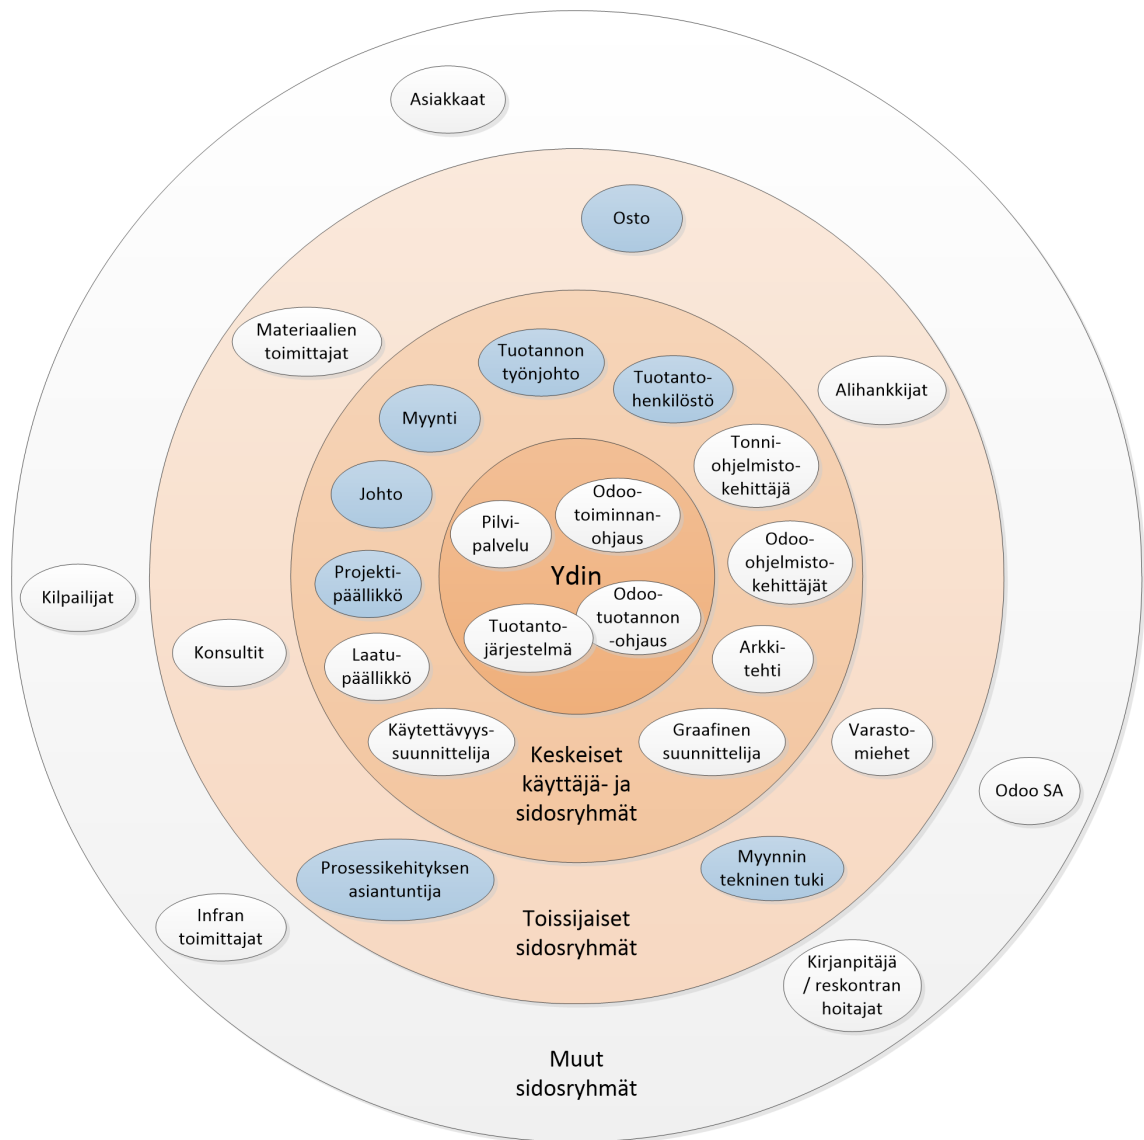 Asiakkaat
Osto
Materiaalien
toimittajat
Tuotannon
työnjohto
Tuotanto-
henkilöstö
Alihankkijat
Myynti
Tonni-
ohjelmisto-
kehittäjä
Johto
Odoo-
toiminnan-
ohjaus
Pilvi-
palvelu
Odoo-
ohjelmisto-
kehittäjät
Ydin
Projekti-
päällikkö
Kilpailijat
Odoo-
tuotannon
-ohjaus
Tuotanto-
järjestelmä
Konsultit
Laatu-
päällikkö
Arkki-
tehti
Käytettävyys-
suunnittelija
Graafinen
suunnittelija
Varasto-
miehet
Keskeiset
käyttäjä- ja
sidosryhmät
Odoo SA
Prosessikehityksen
asiantuntija
Myynnin
tekninen tuki
Infran
toimittajat
Toissijaiset
sidosryhmät
Kirjanpitäjä
/ reskontran
hoitajat
Muut
sidosryhmät